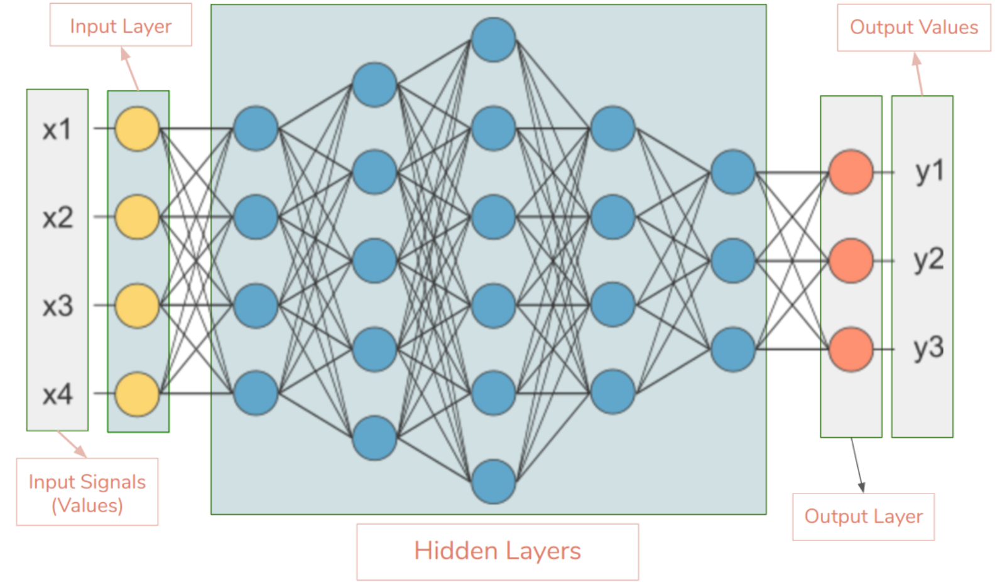 Input Layer
Output Values
x1
x2
x3
x4
y1
y2
y3
Input Signals
(Values)
Output Layer
Hidden Layers